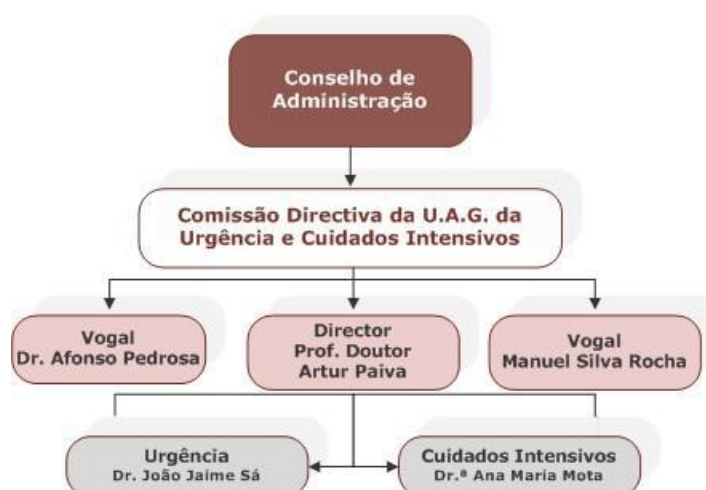 Conselho de
Administração
Comissão Directiva da U.A.G. da
Urgência e Cuidados Intensivos
Vogal
Dr. Afonso Pedrosa
Director
Prof. Doutor
Artur Paiva
Vogal
Manuel Silva Rocha
Urgência
Dr. João Jaime Sá
Cuidados Intensivos
Dr.ª Ana Maria Mota